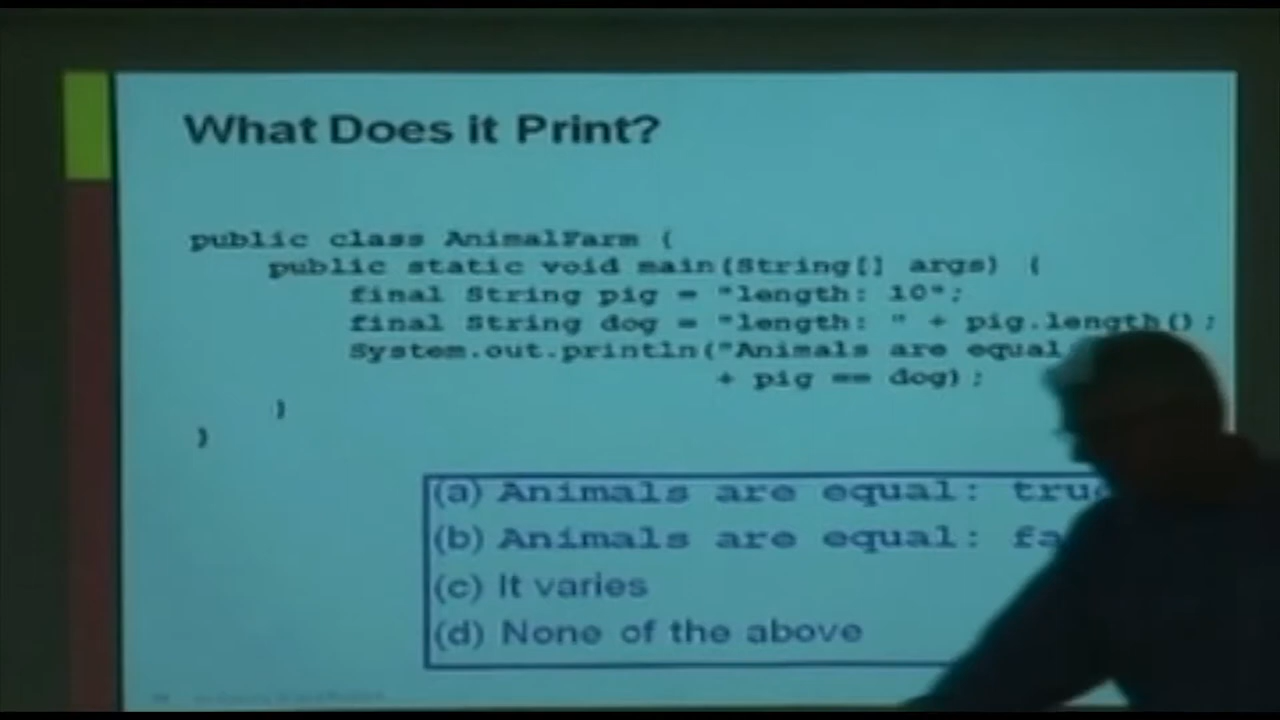 What Does it Print?
public class AnimalFarm {
public static void main(String[] args) {
final String pig = "length: 10";
final String dog = "length: " + pig.length();
System.out.println("Animals are equal
+ pig == dog);
}
}
(a) Animals are equal: true
(b) Animals are equal: fa
(c) It varies
(d) None of the above